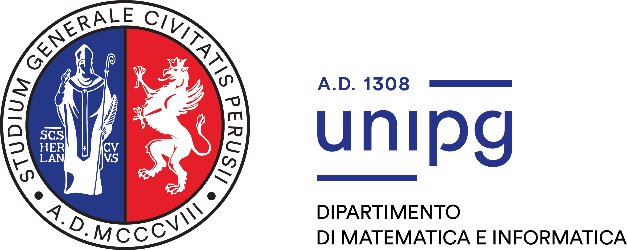 STUDIUM GENERALE CIVITATIS PERUSII
• A.D. MCCCVIII •
SCS
HER CV
LAN VS
A.D. 1308
unipg
DIPARTIMENTO
DI MATEMATICA E INFORMATICA